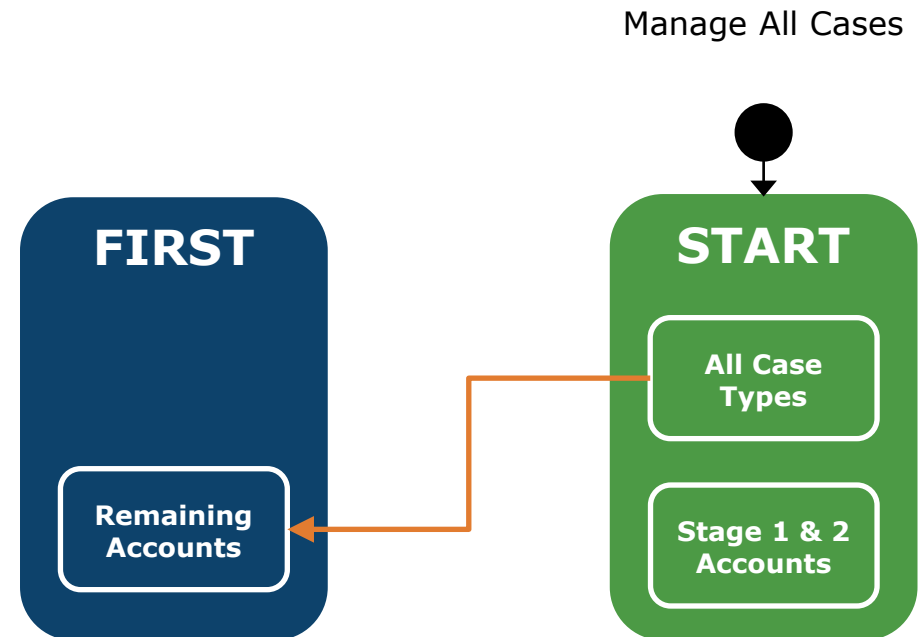 Manage All Cases
FIRST
START
All Case
Types
Remaining
Accounts
Stage 1 & 2
Accounts